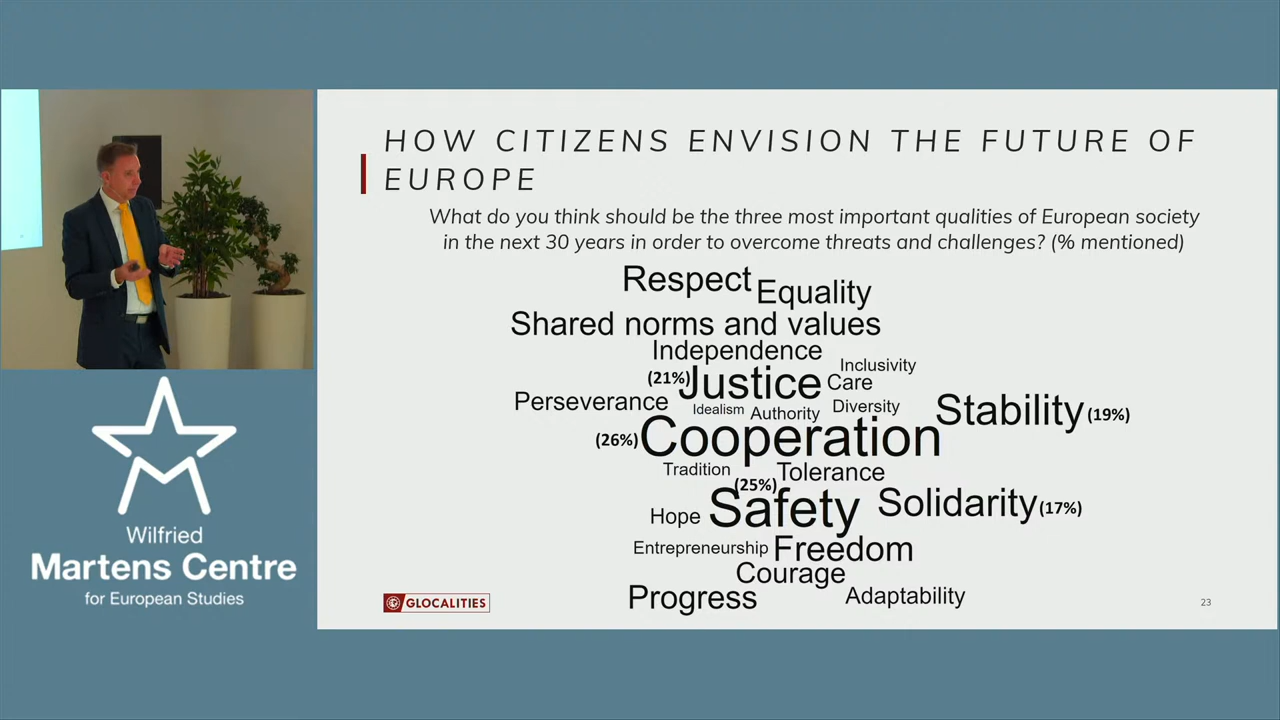 HOW CITIZENS ENVISION THE FUTURE OF
EUROPE
What do you think should be the three most important qualities of European society
in the next 30 years in order to overcome threats and challenges? (% mentioned)
Respect
Equality
Shared norms and values
Independence
Inclusivity
(21%) Justice Care
Perseverance
Idealism Authority Diversity
Stability (19%)
(26%) Cooperation
Tradition Tolerance
(25%) Safety
Solidarity (17%)
Hope
Entrepreneurship Freedom
Courage
Progress Adaptability
GLOCALITIES
23
Wilfried
Martens Centre
for European Studies